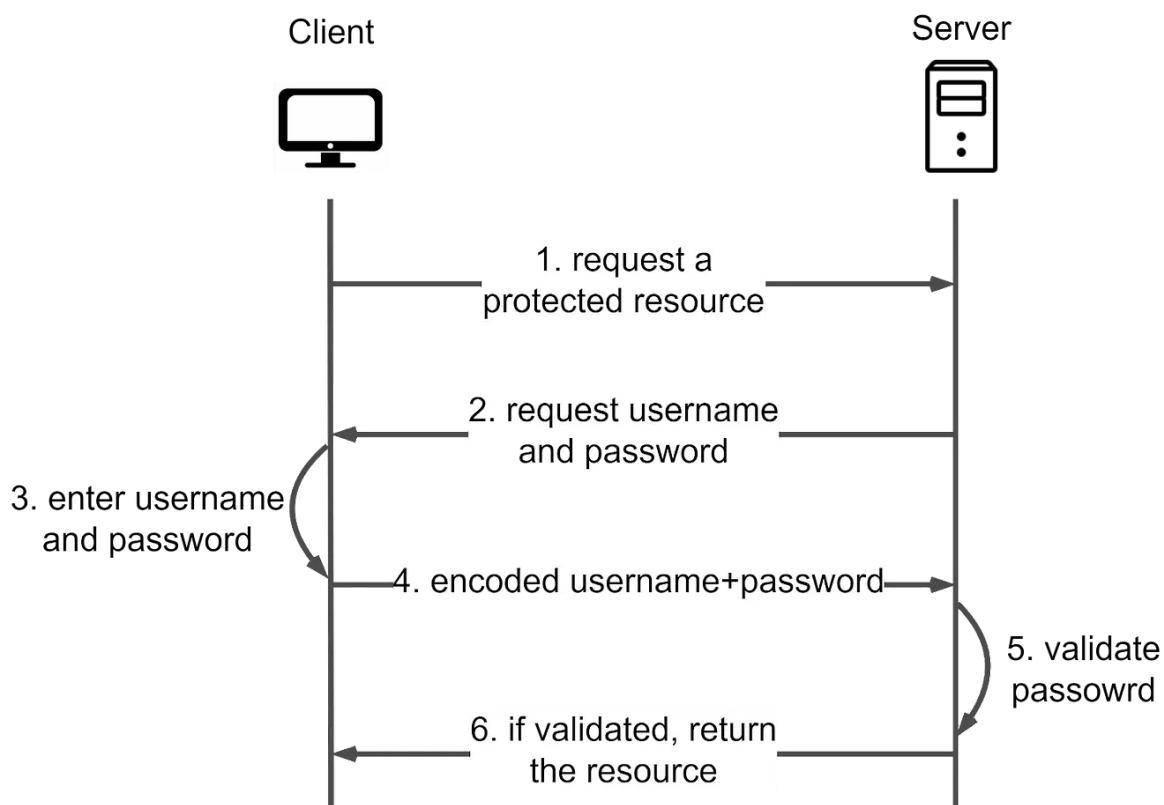 Client
Server
1. request a
protected resource
2. request username
and password
3. enter username
and password
4. encoded username+password
5. validate
passowrd
6. if validated, return
the resource